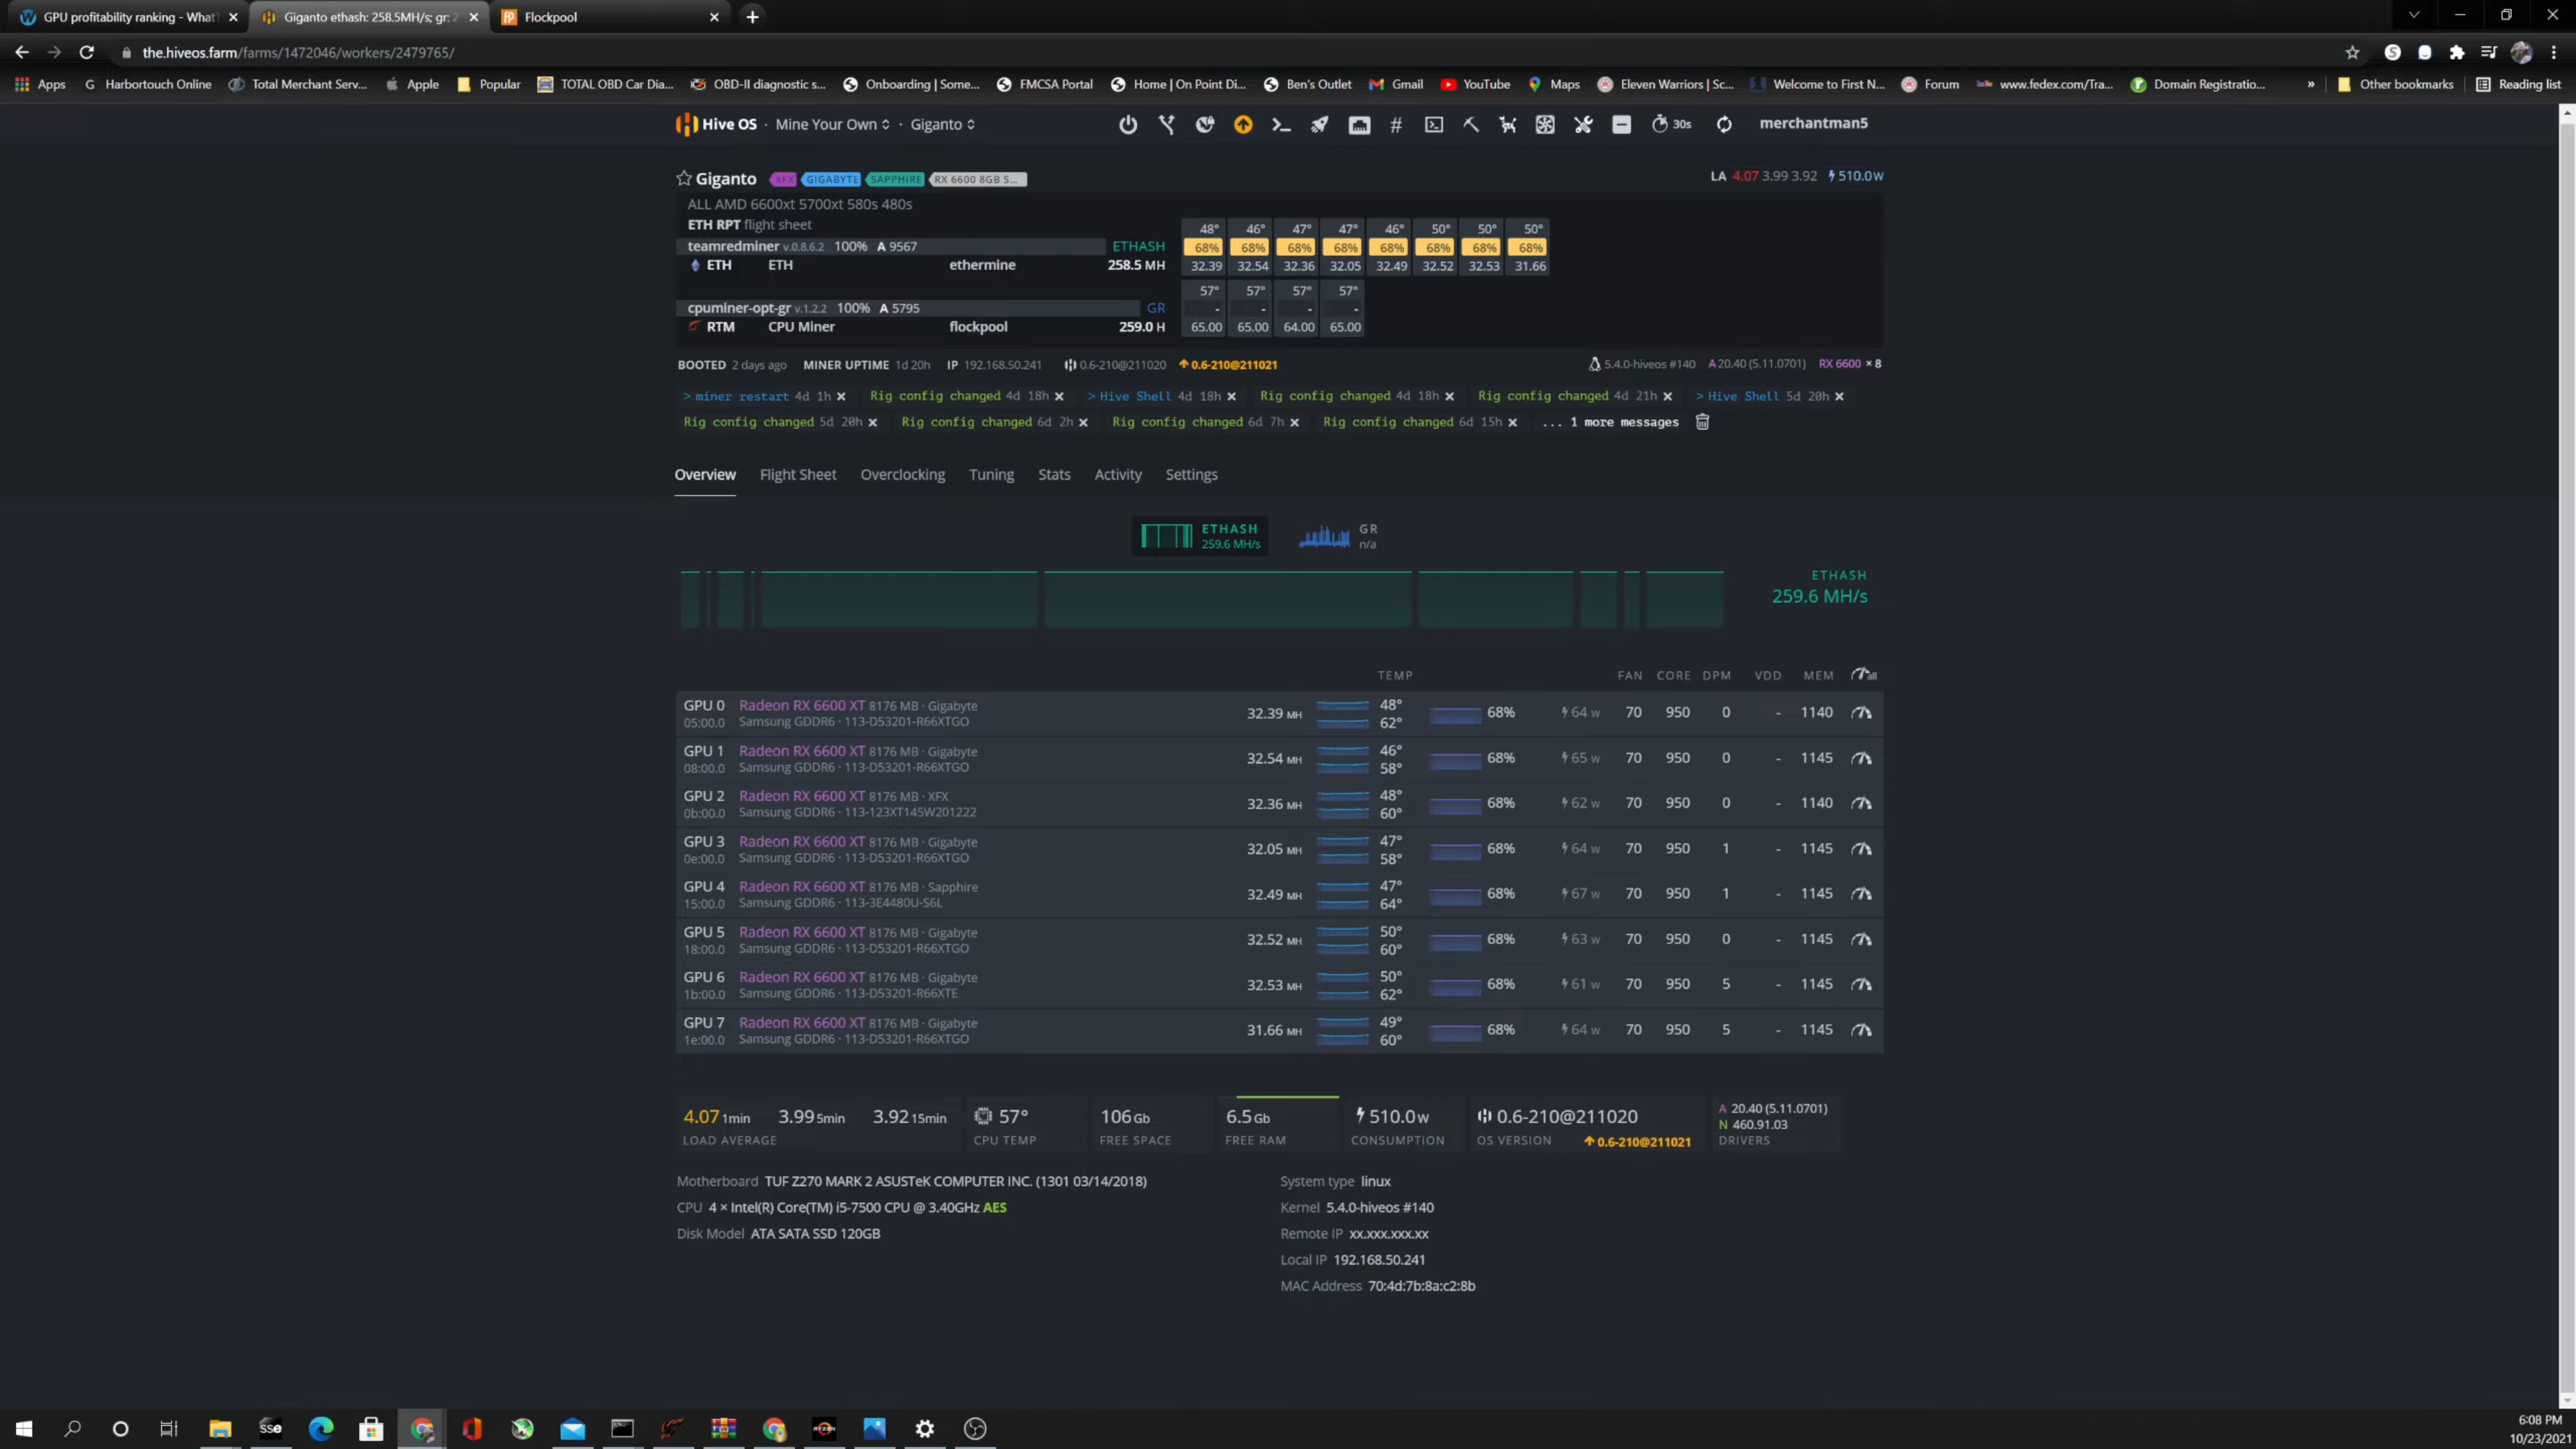 GPU profitability ranking - What
Giganto ethash: 258.5MH/s; gr: 2
Flockpool
the.hiveos.farm/farms/1472046/workers/2479765/
Apps
Harbortouch Online
Total Merchant Serv...
Apple
Popular
TOTAL OBD Car Dia...
OBD-II diagnostic s...
Onboarding | Some...
FMCSA Portal
Home | On Point Di...
Ben's Outlet
Gmail
YouTube
Maps
Eleven Warriors | Sc...
Welcome to First N...
Forum
www.fedex.com/Tra...
Domain Registratio...
»
Other bookmarks
Reading list
Hive OS · Mine Your Own · Giganto
30s
merchantman5
Giganto XFX GIGABYTE SAPPHIRE RX 6600 8GB S...
LA 4.07 3.99 3.92 510.0W
ALL AMD 6600xt 5700xt 580s 480s
ETH RPT flight sheet
48° 46° 47° 47° 46° 50° 50° 50°
teamredminer v.0.8.6.2 100% A 9567 ETHASH
68% 68% 68% 68% 68% 68% 68% 68%
ETH ETH ethermine 258.5 MH
32.39 32.54 32.36 32.05 32.49 32.52 32.53 31.66
57° 57° 57° 57°
cpuminer-opt-gr v.1.2.2 100% A 5795 GR
- - - -
RTM CPU Miner flockpool 259.0 H
65.00 65.00 64.00 65.00
BOOTED 2 days ago MINER UPTIME 1d 20h IP 192.168.50.241 0.6-210@211020 0.6-210@211021
5.4.0-hiveos #140 A 20.40 (5.11.0701) RX 6600 × 8
> miner restart 4d 1h × Rig config changed 4d 18h × > Hive Shell 4d 18h × Rig config changed 4d 18h × Rig config changed 4d 21h × > Hive Shell 5d 20h ×
Rig config changed 5d 20h × Rig config changed 6d 2h × Rig config changed 6d 7h × Rig config changed 6d 15h × ... 1 more messages
Overview Flight Sheet Overclocking Tuning Stats Activity Settings
ETHASH
259.6 MH/s
GR
n/a
ETHASH
259.6 MH/s
TEMP FAN CORE DPM VDD MEM
GPU 0 Radeon RX 6600 XT 8176 MB · Gigabyte 48°
05:00.0 Samsung GDDR6 · 113-D53201-R66XTGO 32.39 MH 62° 68% 64 W 70 950 0 - 1140
GPU 1 Radeon RX 6600 XT 8176 MB · Gigabyte 46°
08:00.0 Samsung GDDR6 · 113-D53201-R66XTGO 32.54 MH 58° 68% 65 W 70 950 0 - 1145
GPU 2 Radeon RX 6600 XT 8176 MB · XFX 48°
0b:00.0 Samsung GDDR6 · 113-123XT145W201222 32.36 MH 60° 68% 62 W 70 950 0 - 1140
GPU 3 Radeon RX 6600 XT 8176 MB · Gigabyte 47°
0e:00.0 Samsung GDDR6 · 113-D53201-R66XTGO 32.05 MH 58° 68% 64 W 70 950 1 - 1145
GPU 4 Radeon RX 6600 XT 8176 MB · Sapphire 47°
15:00.0 Samsung GDDR6 · 113-3E4480U-S6L 32.49 MH 64° 68% 67 W 70 950 1 - 1145
GPU 5 Radeon RX 6600 XT 8176 MB · Gigabyte 50°
18:00.0 Samsung GDDR6 · 113-D53201-R66XTGO 32.52 MH 60° 68% 63 W 70 950 0 - 1145
GPU 6 Radeon RX 6600 XT 8176 MB · Gigabyte 50°
1b:00.0 Samsung GDDR6 · 113-D53201-R66XTE 32.53 MH 62° 68% 61 W 70 950 5 - 1145
GPU 7 Radeon RX 6600 XT 8176 MB · Gigabyte 49°
1e:00.0 Samsung GDDR6 · 113-D53201-R66XTGO 31.66 MH 60° 68% 64 W 70 950 5 - 1145
4.07 1min 3.99 5min 3.92 15min
LOAD AVERAGE
57°
CPU TEMP
106 Gb
FREE SPACE
6.5 Gb
FREE RAM
510.0 W
CONSUMPTION
0.6-210@211020
OS VERSION 0.6-210@211021
A 20.40 (5.11.0701)
N 460.91.03
DRIVERS
Motherboard TUF Z270 MARK 2 ASUSTeK COMPUTER INC. (1301 03/14/2018)
CPU 4 × Intel(R) Core(TM) i5-7500 CPU @ 3.40GHz AES
Disk Model ATA SATA SSD 120GB
System type linux
Kernel 5.4.0-hiveos #140
Remote IP xx.xxx.xxx.xx
Local IP 192.168.50.241
MAC Address 70:4d:7b:8a:c2:8b
SSE
RYZEN
6:08 PM
10/23/2021